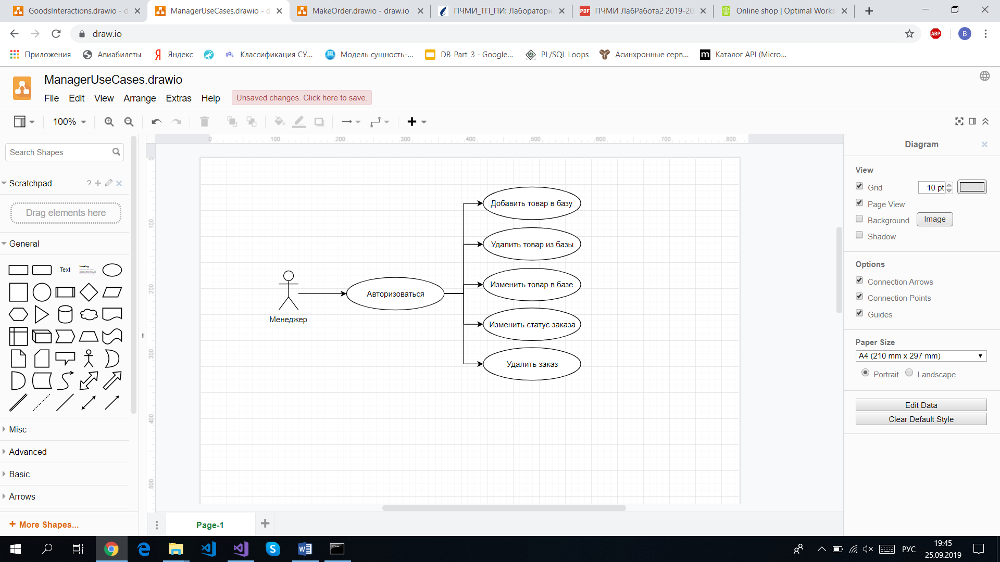 GoodsInteractions.drawio - d
ManagerUseCases.drawio - d
MakeOrder.drawio - draw.io
ПЧМИ_ТП_ПИ: Лабораторн
PDF
ПЧМИ ЛабРабота2 2019-20
Online shop | Optimal Works
draw.io
ABP
B
Приложения
Авиабилеты
Яндекс
Классификация СУ...
Модель сущность-...
DB_Part_3 - Google...
PL/SQL Loops
Асинхронные серв...
Каталог API (Micro...
ManagerUseCases.drawio
File Edit View Arrange Extras Help
Unsaved changes. Click here to save.
100%
0 100 200 300 400 500 600 700 800
0
100
200
300
400
500
Search Shapes
Scratchpad
?
Drag elements here
General
Text
Heading
Misc
Advanced
Basic
Arrows
+ More Shapes...
Менеджер
Авторизоваться
Добавить товар в базу
Удалить товар из базы
Изменить товар в базе
Изменить статус заказа
Удалить заказ
Page-1
Diagram
View
Grid
10 pt
Page View
Background
Image
Shadow
Options
Connection Arrows
Connection Points
Guides
Paper Size
A4 (210 mm x 297 mm)
Portrait
Landscape
Edit Data
Clear Default Style
РУС
19:45
25.09.2019